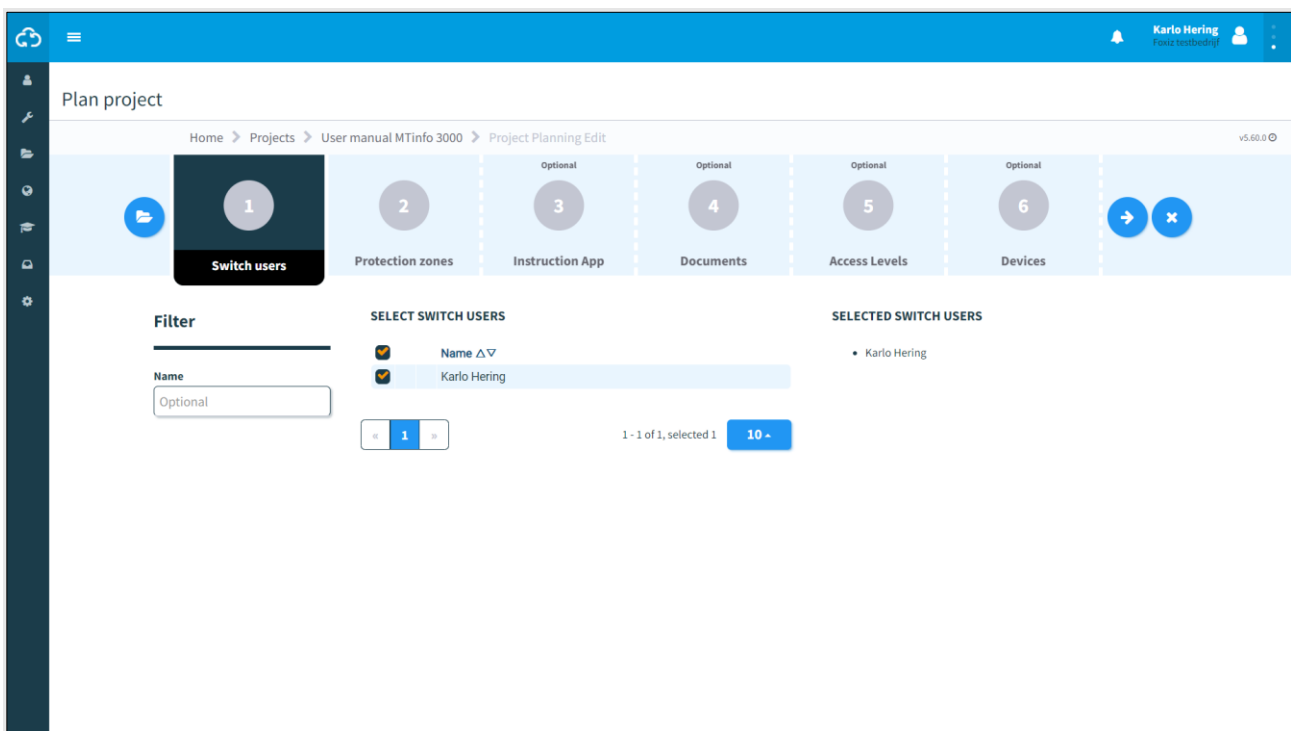 Karlo Hering
Fuxiz testbedrijf
Plan project
Home Projects User manual MTinfo 3000 Project Planning Edit
v5.60.0
Optional Optional Optional Optional
1 2 3 4 5 6
Switch users Protection zones Instruction App Documents Access Levels Devices
Filter
Name
Optional
SELECT SWITCH USERS
Name
Karlo Hering
« 1 »
1 - 1 of 1, selected 1
10
SELECTED SWITCH USERS
• Karlo Hering